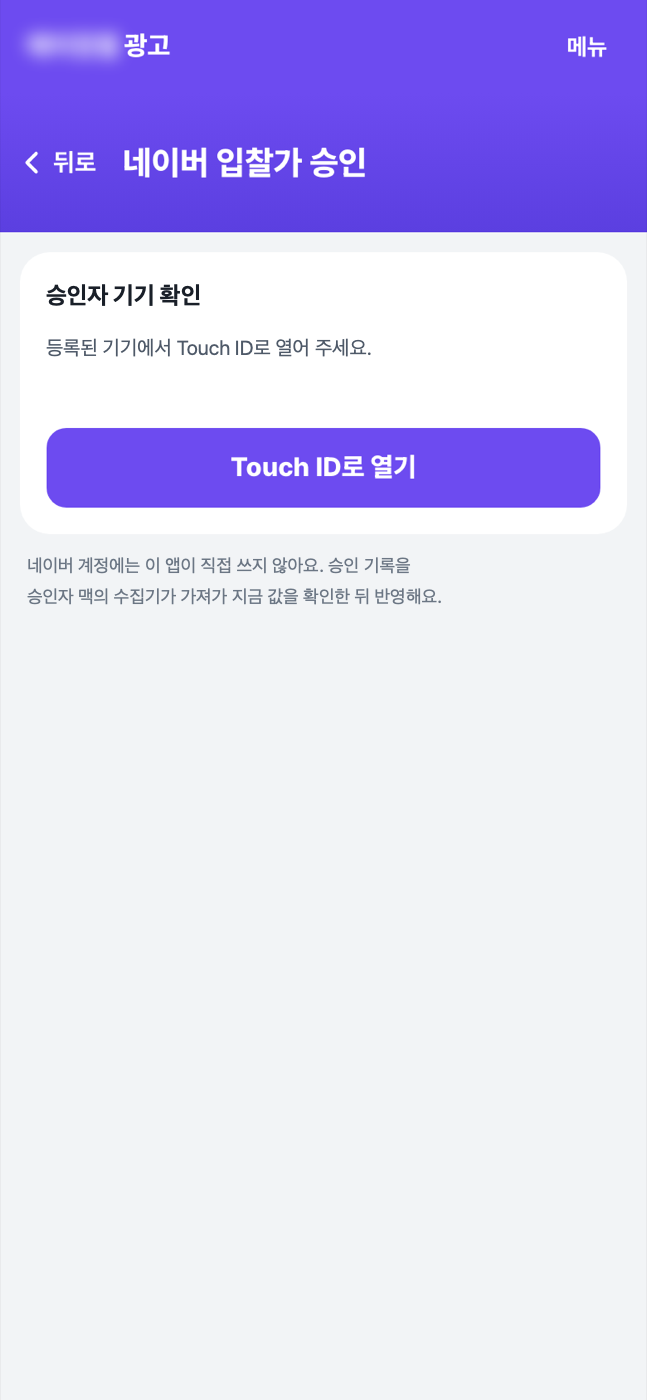 광고
메뉴
뒤로 네이버 입찰가 승인
승인자 기기 확인
등록된 기기에서 Touch ID로 열어 주세요.
Touch ID로 열기
네이버 계정에는 이 앱이 직접 쓰지 않아요. 승인 기록을
승인자 맥의 수집기가 가져가 지금 값을 확인한 뒤 반영해요.